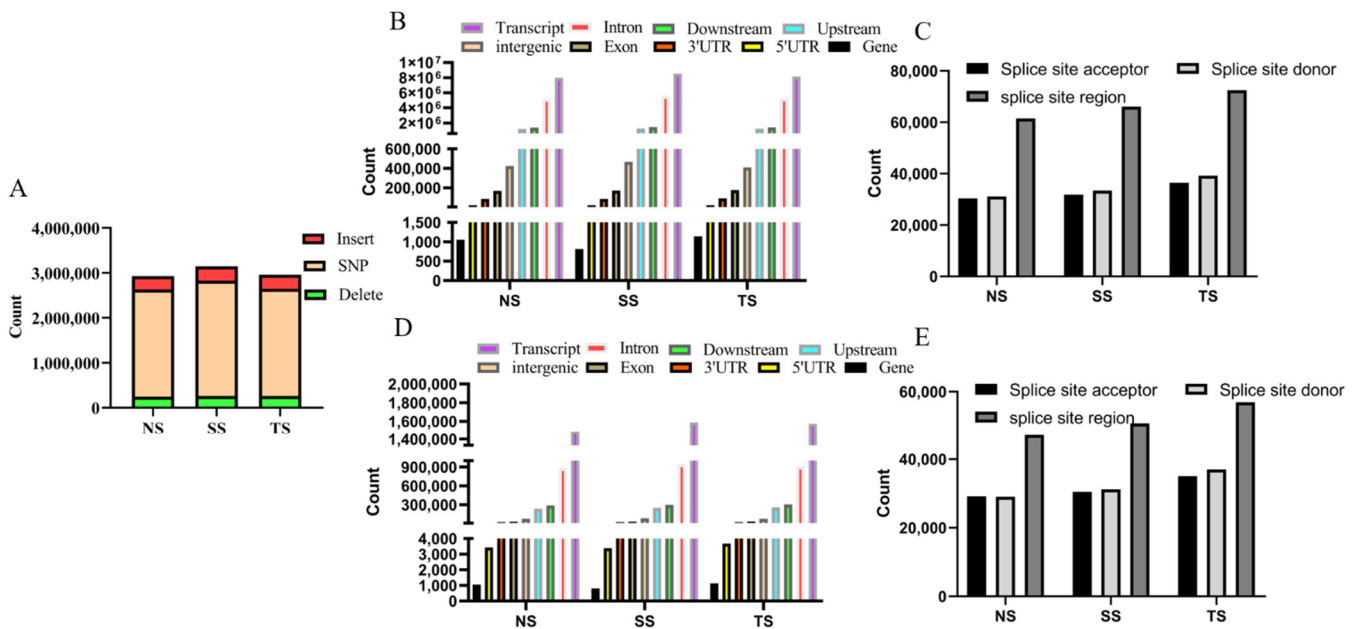 A
4,000,000
3,000,000
2,000,000
1,000,000
0
Count
NS SS TS
Insert
SNP
Delete
B
Transcript Intron Downstream Upstream
intergenic Exon 3'UTR 5'UTR Gene
1×10⁷
8×10⁶
6×10⁶
4×10⁶
2×10⁶
600,000
400,000
200,000
1,500
1,000
500
0
Count
NS SS TS
C
Splice site acceptor Splice site donor
splice site region
80,000
60,000
40,000
20,000
0
Count
NS SS TS
D
Transcript Intron Downstream Upstream
intergenic Exon 3'UTR 5'UTR Gene
2,000,000
1,800,000
1,600,000
1,400,000
900,000
600,000
300,000
4,000
3,000
2,000
1,000
0
Count
NS SS TS
E
Splice site acceptor Splice site donor
splice site region
60,000
40,000
20,000
0
Count
NS SS TS